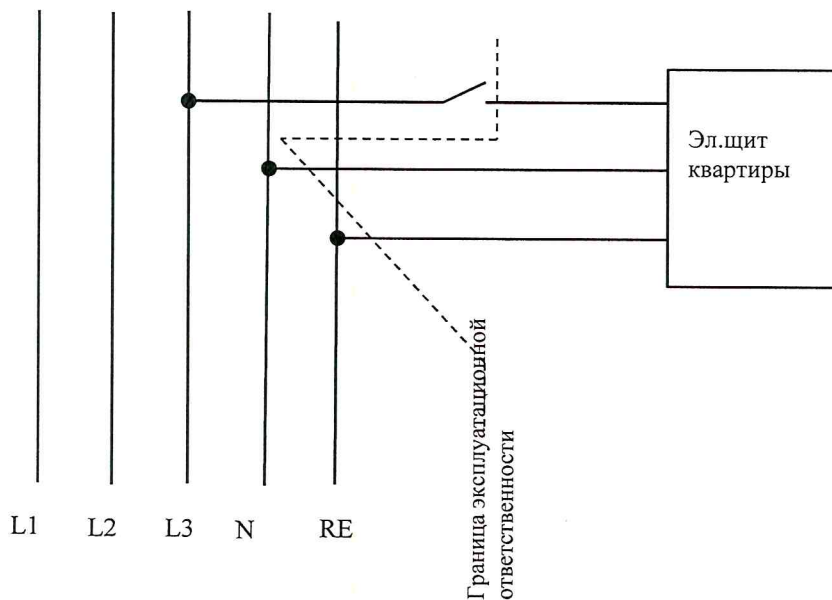 Эл.щит
квартиры
L1 L2 L3 N RE
Граница эксплуатационной
ответственности